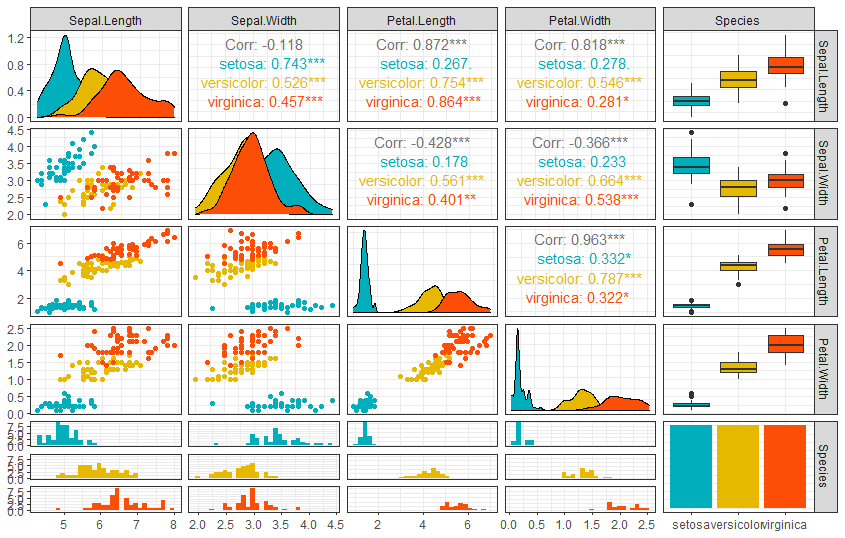 Sepal.Length Sepal.Width Petal.Length Petal.Width Species
1.2
0.8
0.4
0.0
Corr: -0.118
setosa: 0.743***
versicolor: 0.526***
virginica: 0.457***
Corr: 0.872***
setosa: 0.267.
versicolor: 0.754***
virginica: 0.864***
Corr: 0.818***
setosa: 0.278.
versicolor: 0.546***
virginica: 0.281*
Sepal.Length
4.5
4.0
3.5
3.0
2.5
2.0
Corr: -0.428***
setosa: 0.178
versicolor: 0.561***
virginica: 0.401**
Corr: -0.366***
setosa: 0.233
versicolor: 0.664***
virginica: 0.538***
Sepal.Width
6
4
2
Corr: 0.963***
setosa: 0.332*
versicolor: 0.787***
virginica: 0.322*
Petal.Length
2.5
2.0
1.5
1.0
0.5
0.0
Petal.Width
7.5
5.0
2.5
0.0
7.5
5.0
2.5
0.0
7.5
5.0
2.5
0.0
Species
5 6 7 8 2.0 2.5 3.0 3.5 4.0 4.5 2 4 6 0.0 0.5 1.0 1.5 2.0 2.5 setosa versicolor virginica